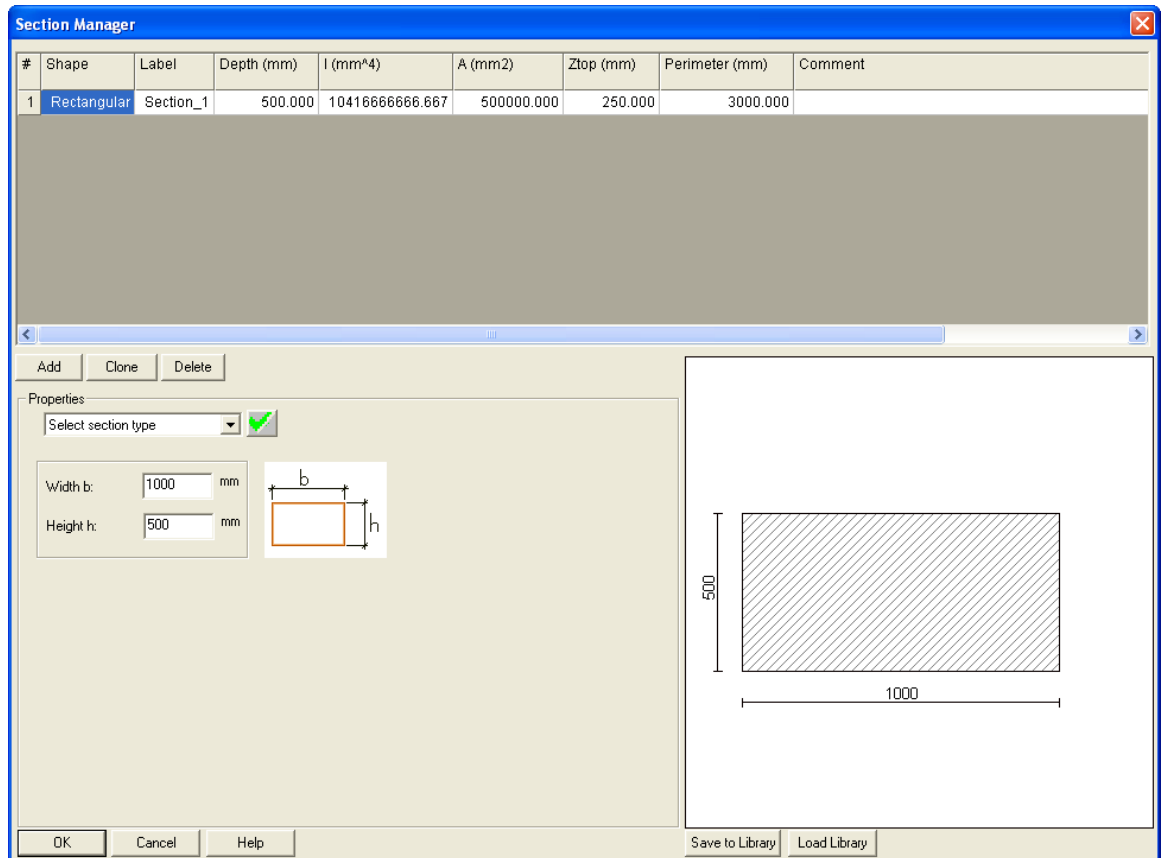 Section Manager
# Shape Label Depth (mm) I (mm^4) A (mm2) Ztop (mm) Perimeter (mm) Comment
1 Rectangular Section_1 500.000 10416666666.667 500000.000 250.000 3000.000
Add Clone Delete
Properties
Select section type
Width b: 1000 mm
Height h: 500 mm
b
h
500
1000
OK Cancel Help Save to Library Load Library